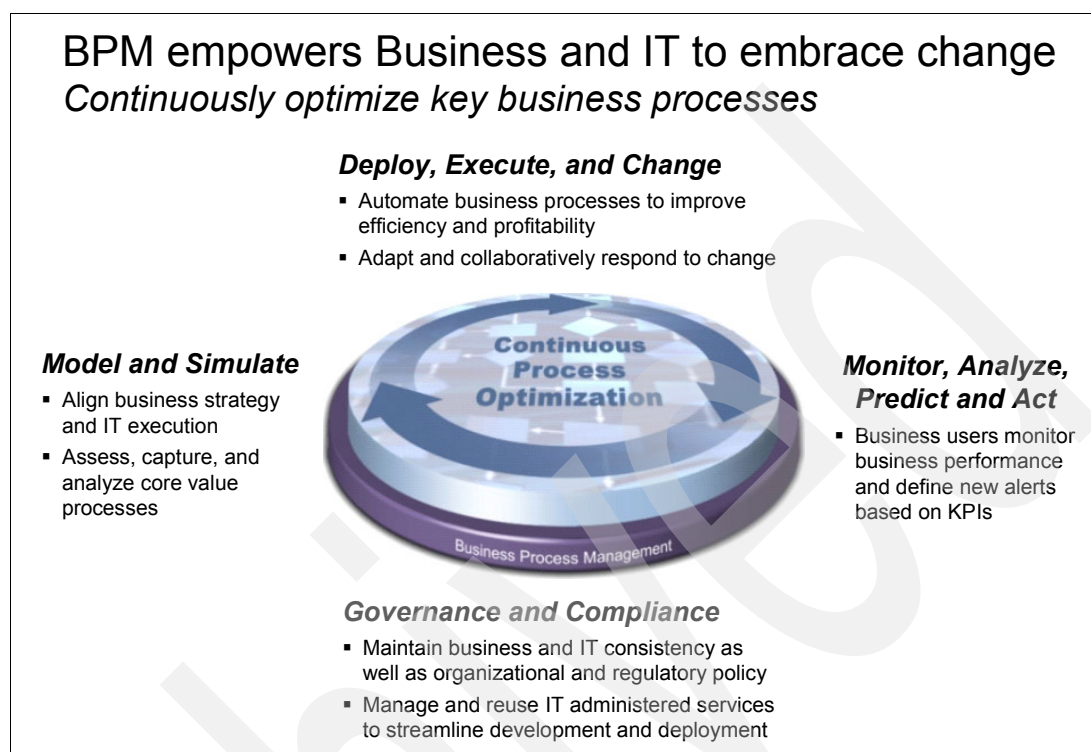 BPM empowers Business and IT to embrace change
Continuously optimize key business processes
Deploy, Execute, and Change
▪ Automate business processes to improve
efficiency and profitability
▪ Adapt and collaboratively respond to change
Model and Simulate
▪ Align business strategy
and IT execution
▪ Assess, capture, and
analyze core value
processes
Continuous
Process
Optimization
Business Process Management
Monitor, Analyze,
Predict and Act
▪ Business users monitor
business performance
and define new alerts
based on KPIs
Governance and Compliance
▪ Maintain business and IT consistency as
well as organizational and regulatory policy
▪ Manage and reuse IT administered services
to streamline development and deployment